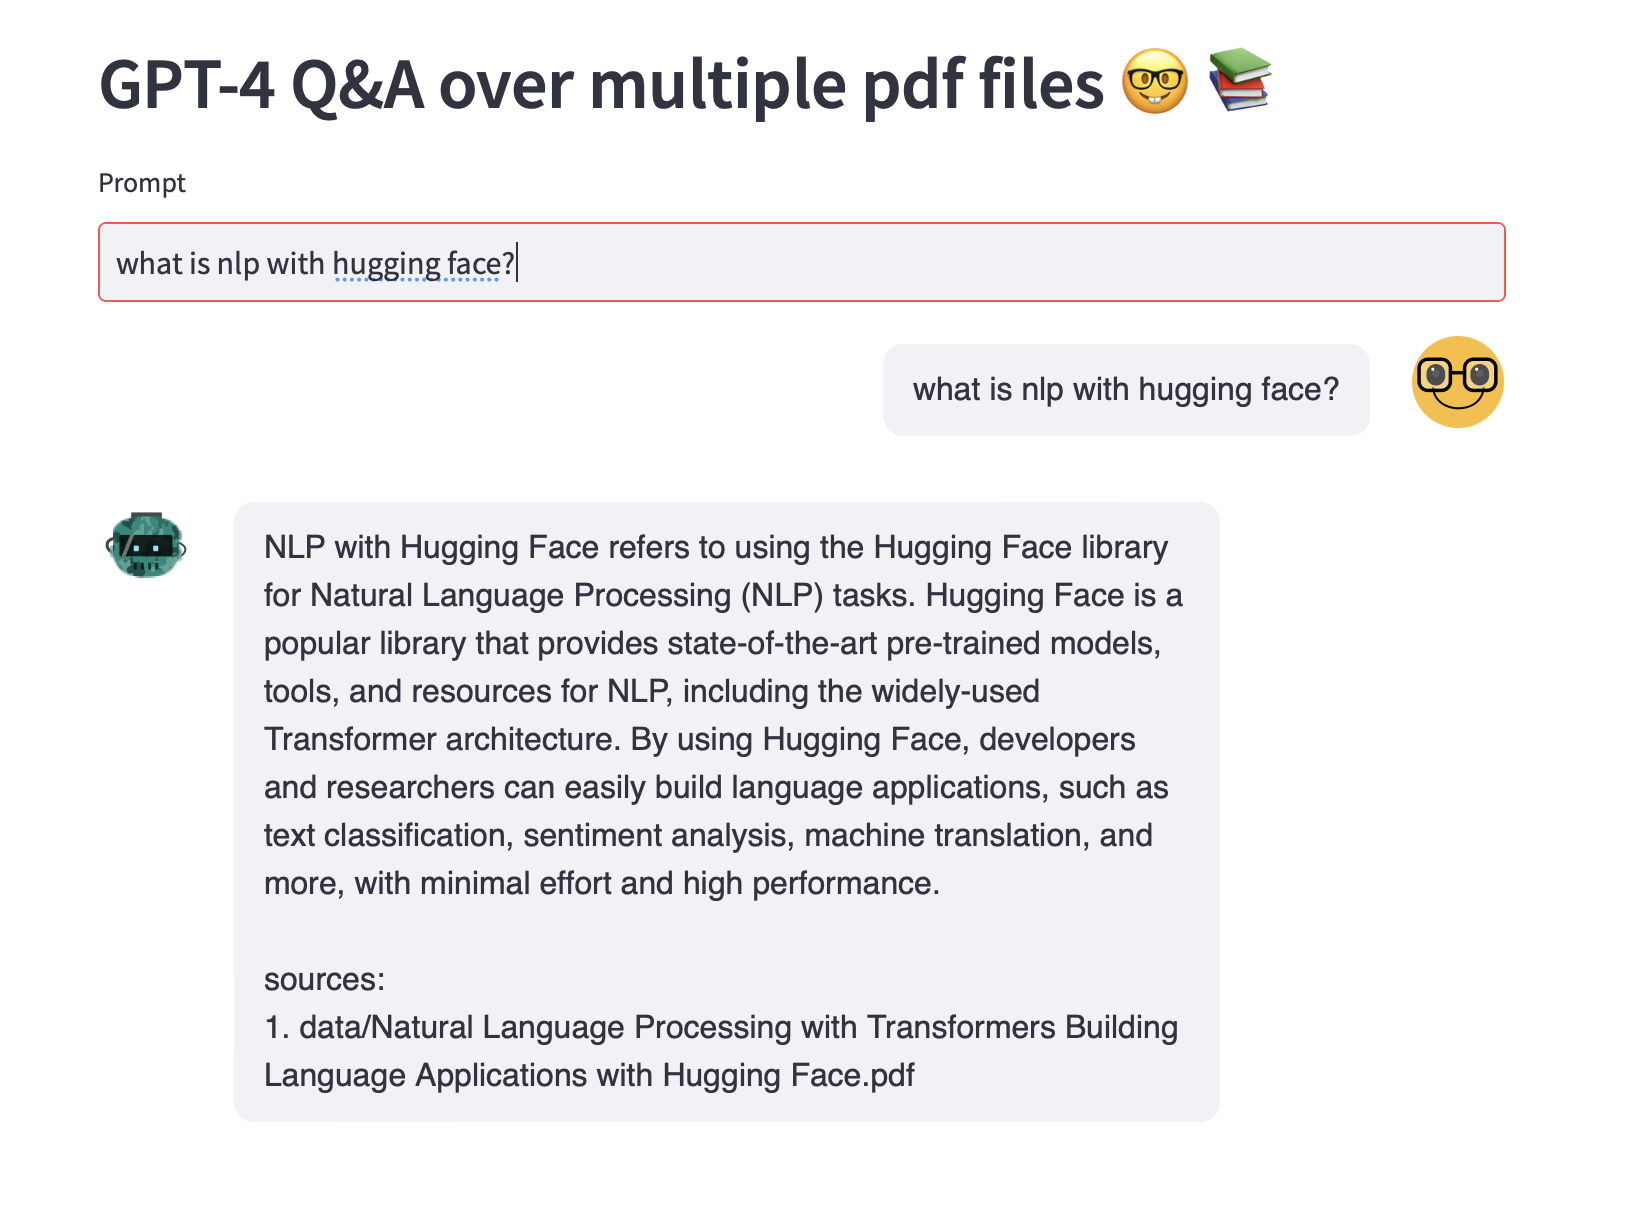 GPT-4 Q&A over multiple pdf files 🤓 📚
Prompt
what is nlp with hugging face?
what is nlp with hugging face?
NLP with Hugging Face refers to using the Hugging Face library
for Natural Language Processing (NLP) tasks. Hugging Face is a
popular library that provides state-of-the-art pre-trained models,
tools, and resources for NLP, including the widely-used
Transformer architecture. By using Hugging Face, developers
and researchers can easily build language applications, such as
text classification, sentiment analysis, machine translation, and
more, with minimal effort and high performance.
sources:
1. data/Natural Language Processing with Transformers Building
Language Applications with Hugging Face.pdf